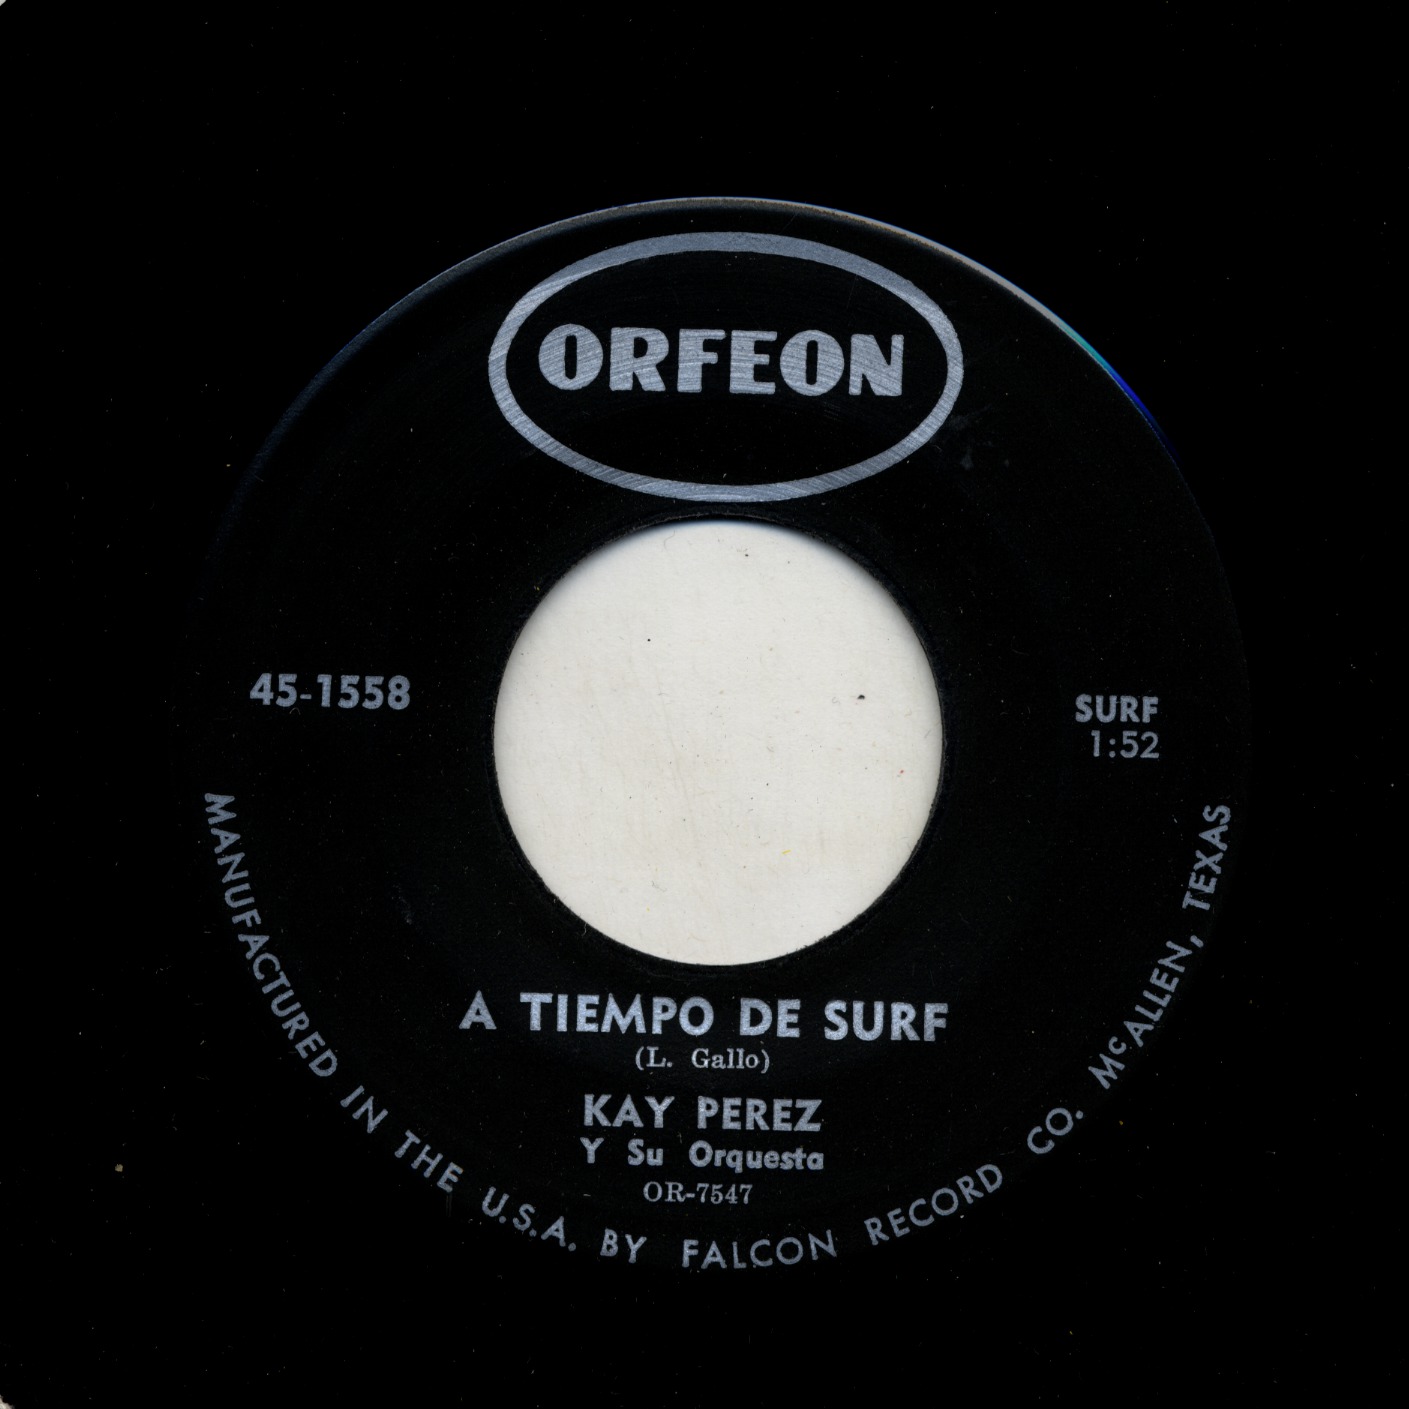 ORFEON
45-1558
SURF
1:52
A TIEMPO DE SURF
(L. Gallo)
KAY PEREZ
Y Su Orquesta
OR-7547
MANUFACTURED IN THE U.S.A. BY FALCON RECORD CO. McALLEN, TEXAS